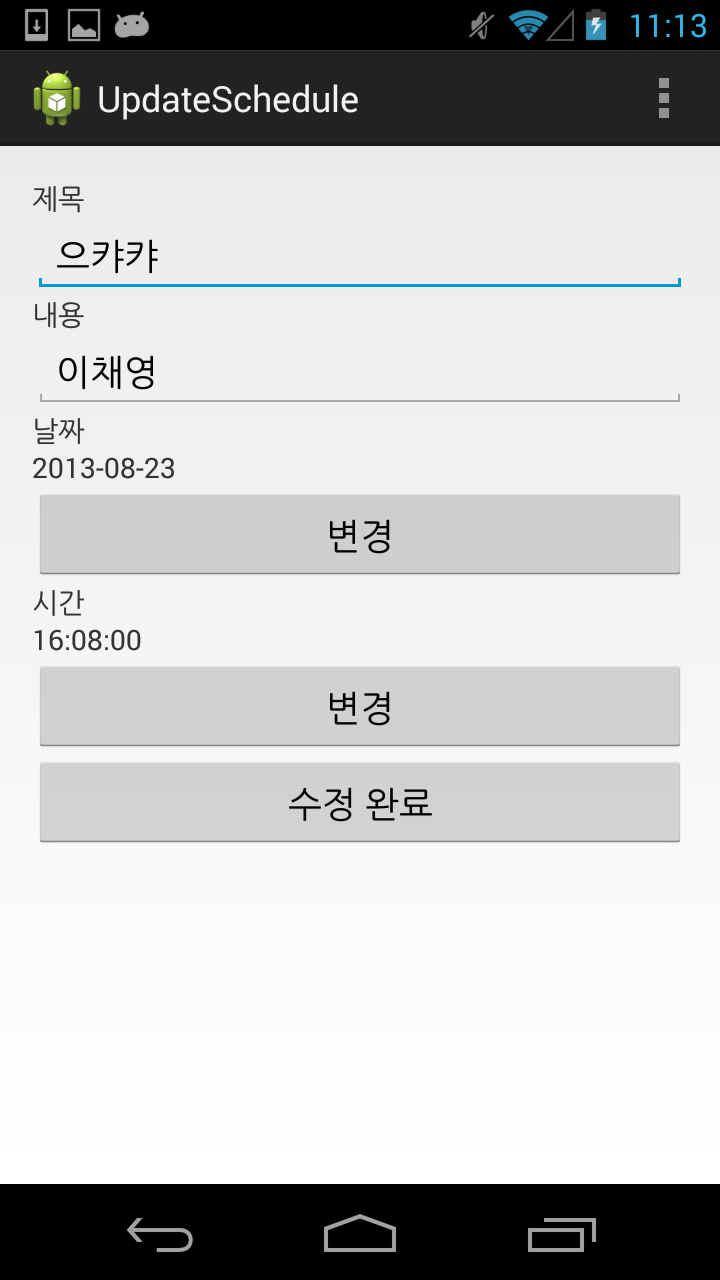 11:13
UpdateSchedule
제목
으캬캬
내용
이채영
날짜
2013-08-23
변경
시간
16:08:00
변경
수정 완료